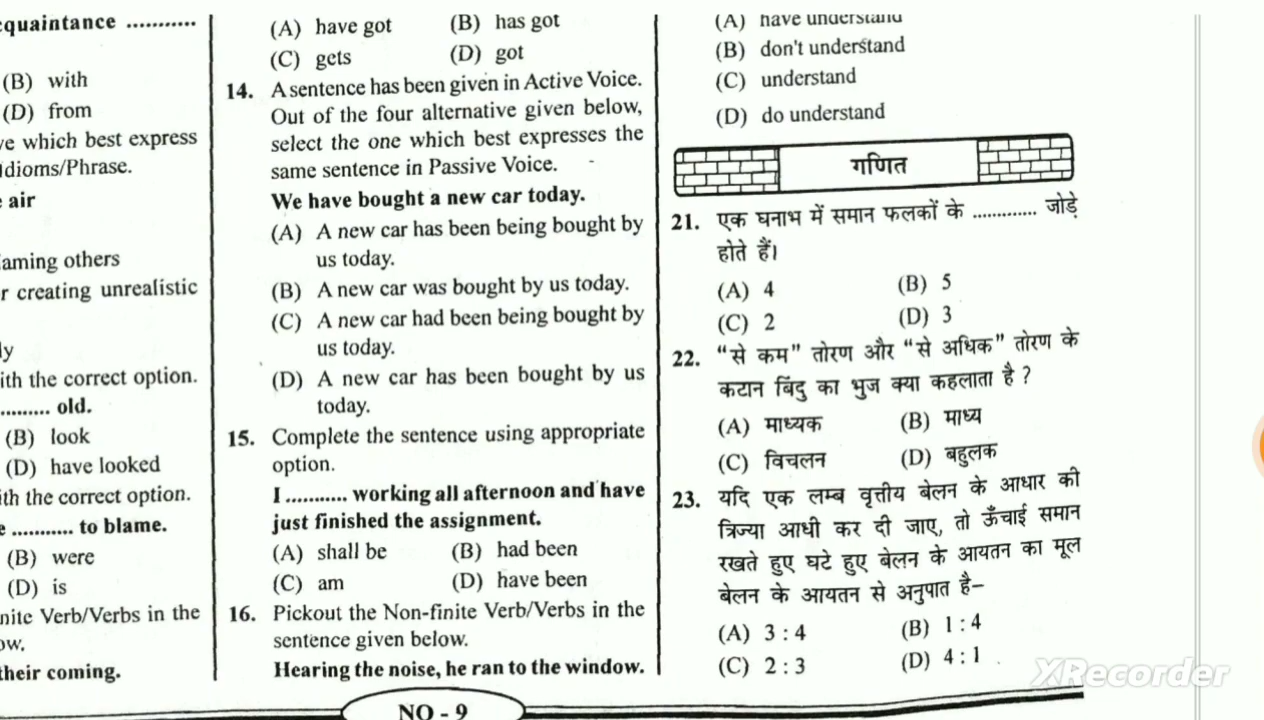 cquaintance ...........
(B) with
(D) from
ve which best express
Idioms/Phrase.
e air
aming others
r creating unrealistic
ly
ith the correct option.
.......... old.
(B) look
(D) have looked
ith the correct option.
e ........... to blame.
(B) were
(D) is
nite Verb/Verbs in the
ow.
their coming.
(A) have got (B) has got
(C) gets (D) got
14. A sentence has been given in Active Voice.
Out of the four alternative given below,
select the one which best expresses the
same sentence in Passive Voice.
We have bought a new car today.
(A) A new car has been being bought by
us today.
(B) A new car was bought by us today.
(C) A new car had been being bought by
us today.
(D) A new car has been bought by us
today.
15. Complete the sentence using appropriate
option.
I ........... working all afternoon and have
just finished the assignment.
(A) shall be (B) had been
(C) am (D) have been
16. Pickout the Non-finite Verb/Verbs in the
sentence given below.
Hearing the noise, he ran to the window.
(A) have understand
(B) don't understand
(C) understand
(D) do understand
गणित
21. एक घनाभ में समान फलकों के ............. जोड़े
होते हैं।
(A) 4 (B) 5
(C) 2 (D) 3
22. “से कम” तोरण और “से अधिक” तोरण के
कटान बिंदु का भुज क्या कहलाता है ?
(A) माध्यक (B) माध्य
(C) विचलन (D) बहुलक
23. यदि एक लम्ब वृत्तीय बेलन के आधार की
त्रिज्या आधी कर दी जाए, तो ऊँचाई समान
रखते हुए घटे हुए बेलन के आयतन का मूल
बेलन के आयतन से अनुपात है–
(A) 3 : 4 (B) 1 : 4
(C) 2 : 3 (D) 4 : 1
NO - 9
XRecorder